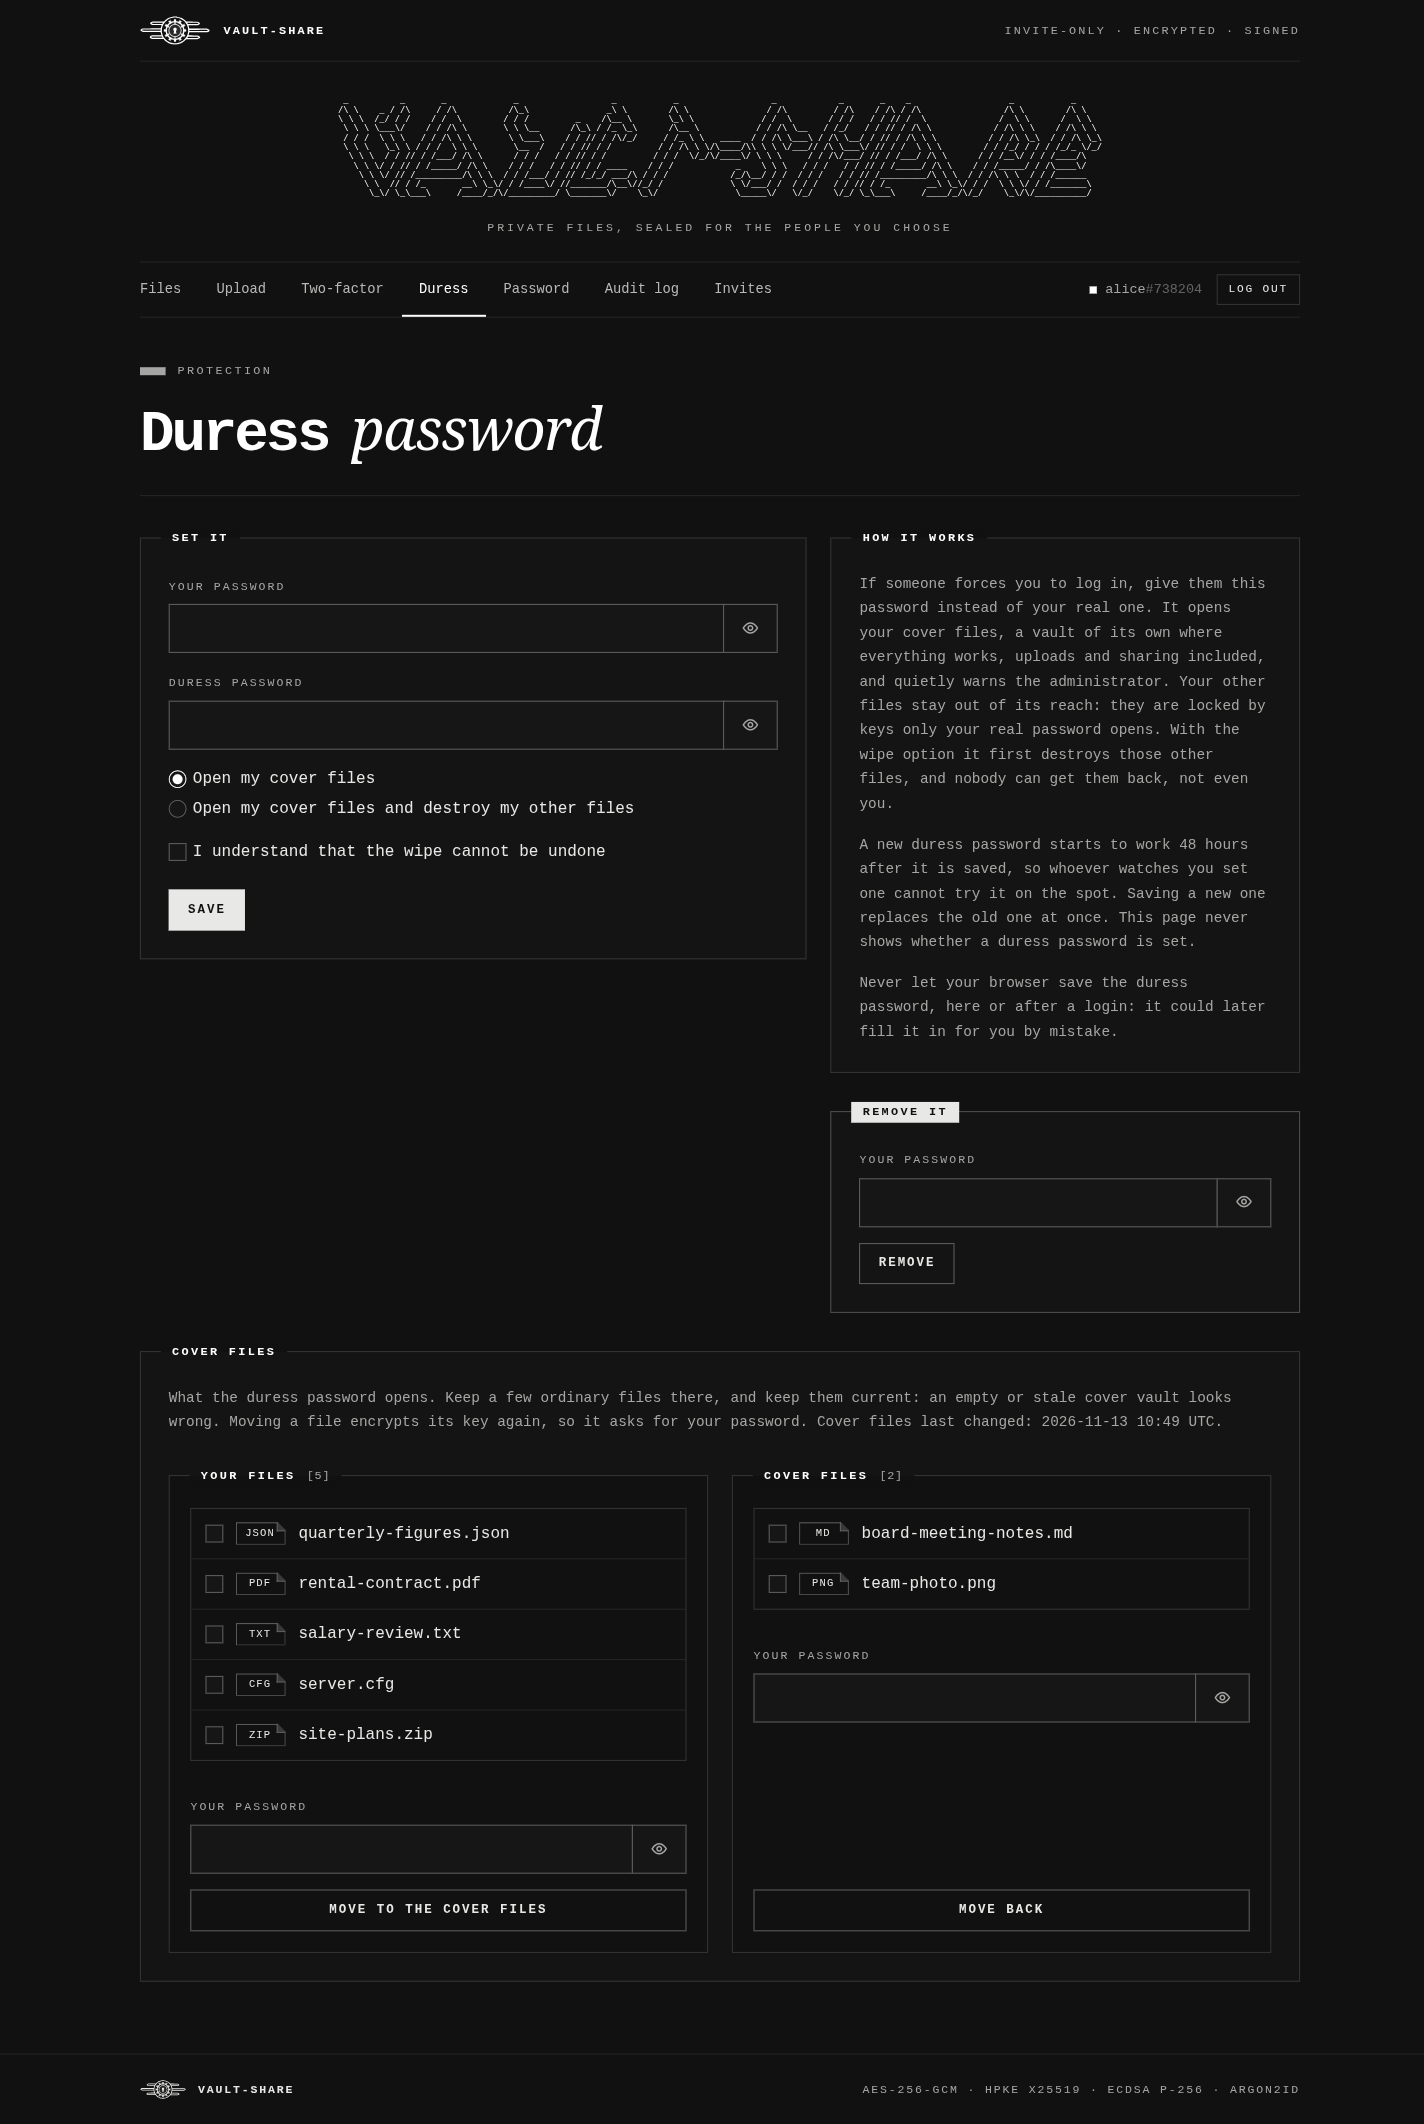 VAULT-SHARE
INVITE-ONLY · ENCRYPTED · SIGNED
VAULT-SHARE
PRIVATE FILES, SEALED FOR THE PEOPLE YOU CHOOSE
Files Upload Two-factor Duress Password Audit log Invites
alice#738204
LOG OUT
PROTECTION
Duress password
SET IT
YOUR PASSWORD
DURESS PASSWORD
Open my cover files
Open my cover files and destroy my other files
I understand that the wipe cannot be undone
SAVE
HOW IT WORKS
If someone forces you to log in, give them this
password instead of your real one. It opens
your cover files, a vault of its own where
everything works, uploads and sharing included,
and quietly warns the administrator. Your other
files stay out of its reach: they are locked by
keys only your real password opens. With the
wipe option it first destroys those other
files, and nobody can get them back, not even
you.
A new duress password starts to work 48 hours
after it is saved, so whoever watches you set
one cannot try it on the spot. Saving a new one
replaces the old one at once. This page never
shows whether a duress password is set.
Never let your browser save the duress
password, here or after a login: it could later
fill it in for you by mistake.
REMOVE IT
YOUR PASSWORD
REMOVE
COVER FILES
What the duress password opens. Keep a few ordinary files there, and keep them current: an empty or stale cover vault looks
wrong. Moving a file encrypts its key again, so it asks for your password. Cover files last changed: 2026-11-13 10:49 UTC.
YOUR FILES [5]
JSON quarterly-figures.json
PDF rental-contract.pdf
TXT salary-review.txt
CFG server.cfg
ZIP site-plans.zip
YOUR PASSWORD
MOVE TO THE COVER FILES
COVER FILES [2]
MD board-meeting-notes.md
PNG team-photo.png
YOUR PASSWORD
MOVE BACK
VAULT-SHARE
AES-256-GCM · HPKE X25519 · ECDSA P-256 · ARGON2ID